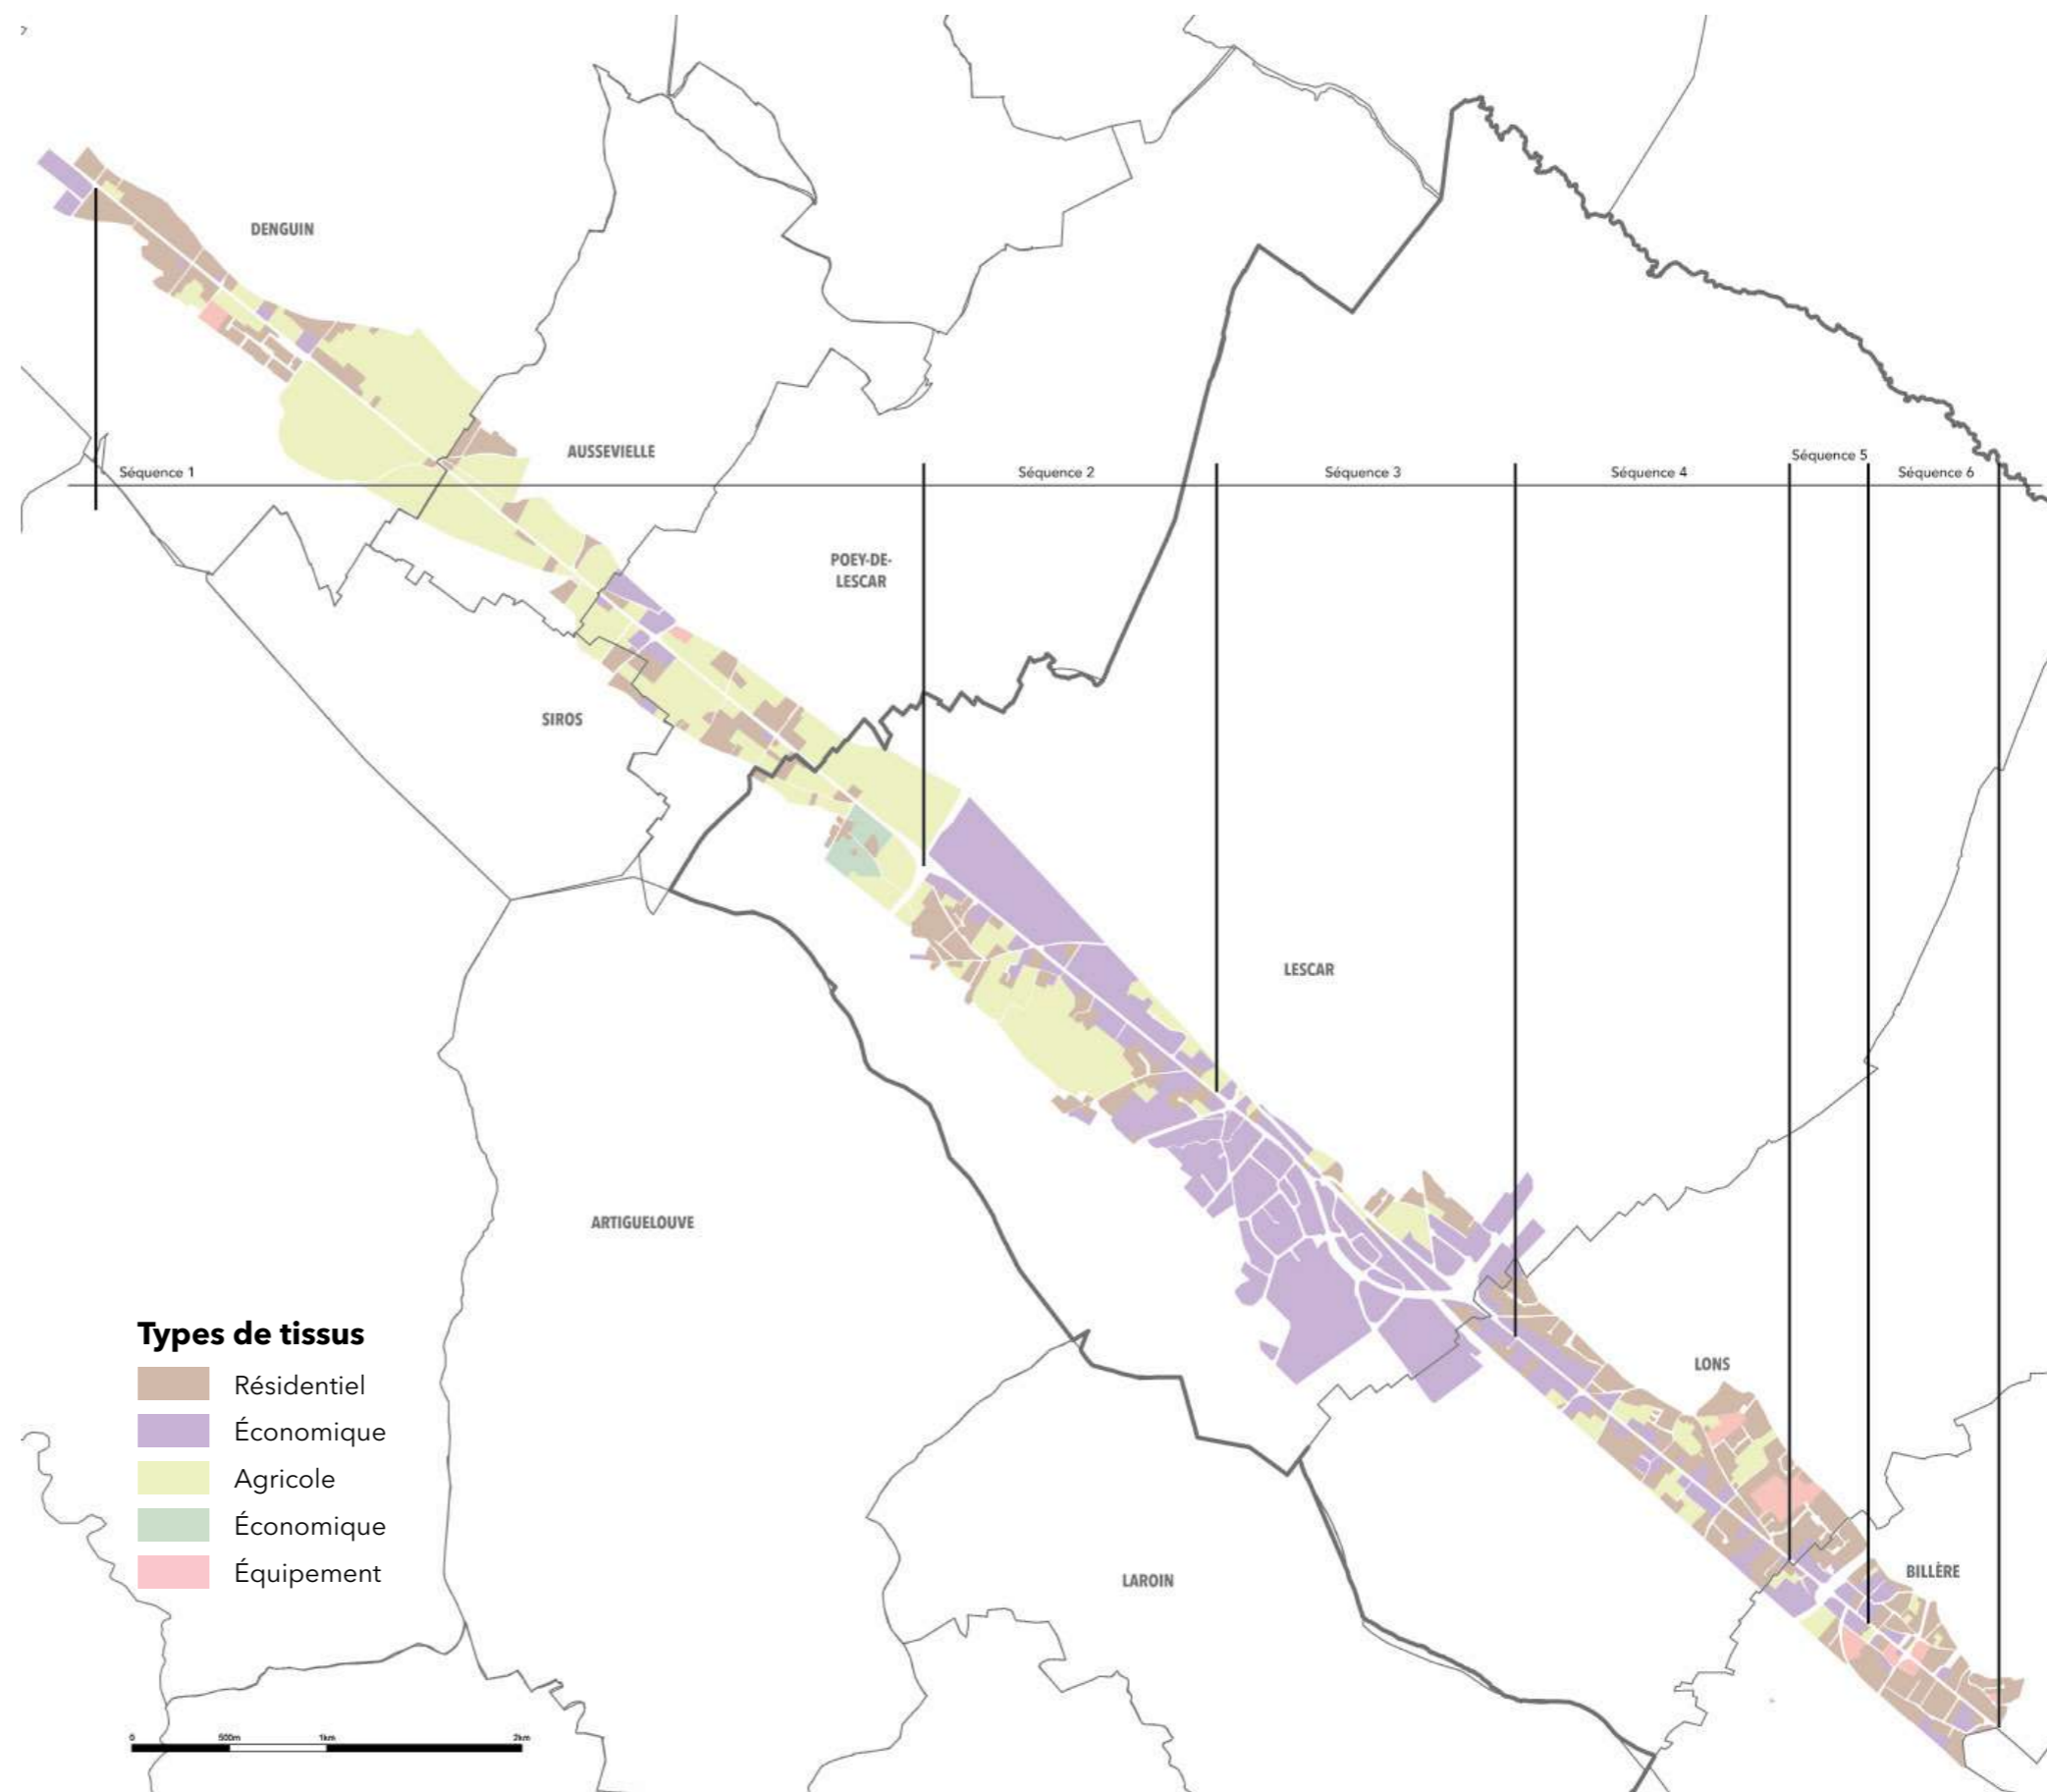 DENGUIN
AUSSEVIELLE
Séquence 5
Séquence 1
Séquence 2
Séquence 3
Séquence 4
Séquence 6
POEY-DE-
LESCAR
SIROS
LESCAR
ARTIGUELOUVE
Types de tissus
Résidentiel
Économique
Agricole
Économique
Équipement
LONS
BILLÈRE
LAROIN
0 500m 1km 2km